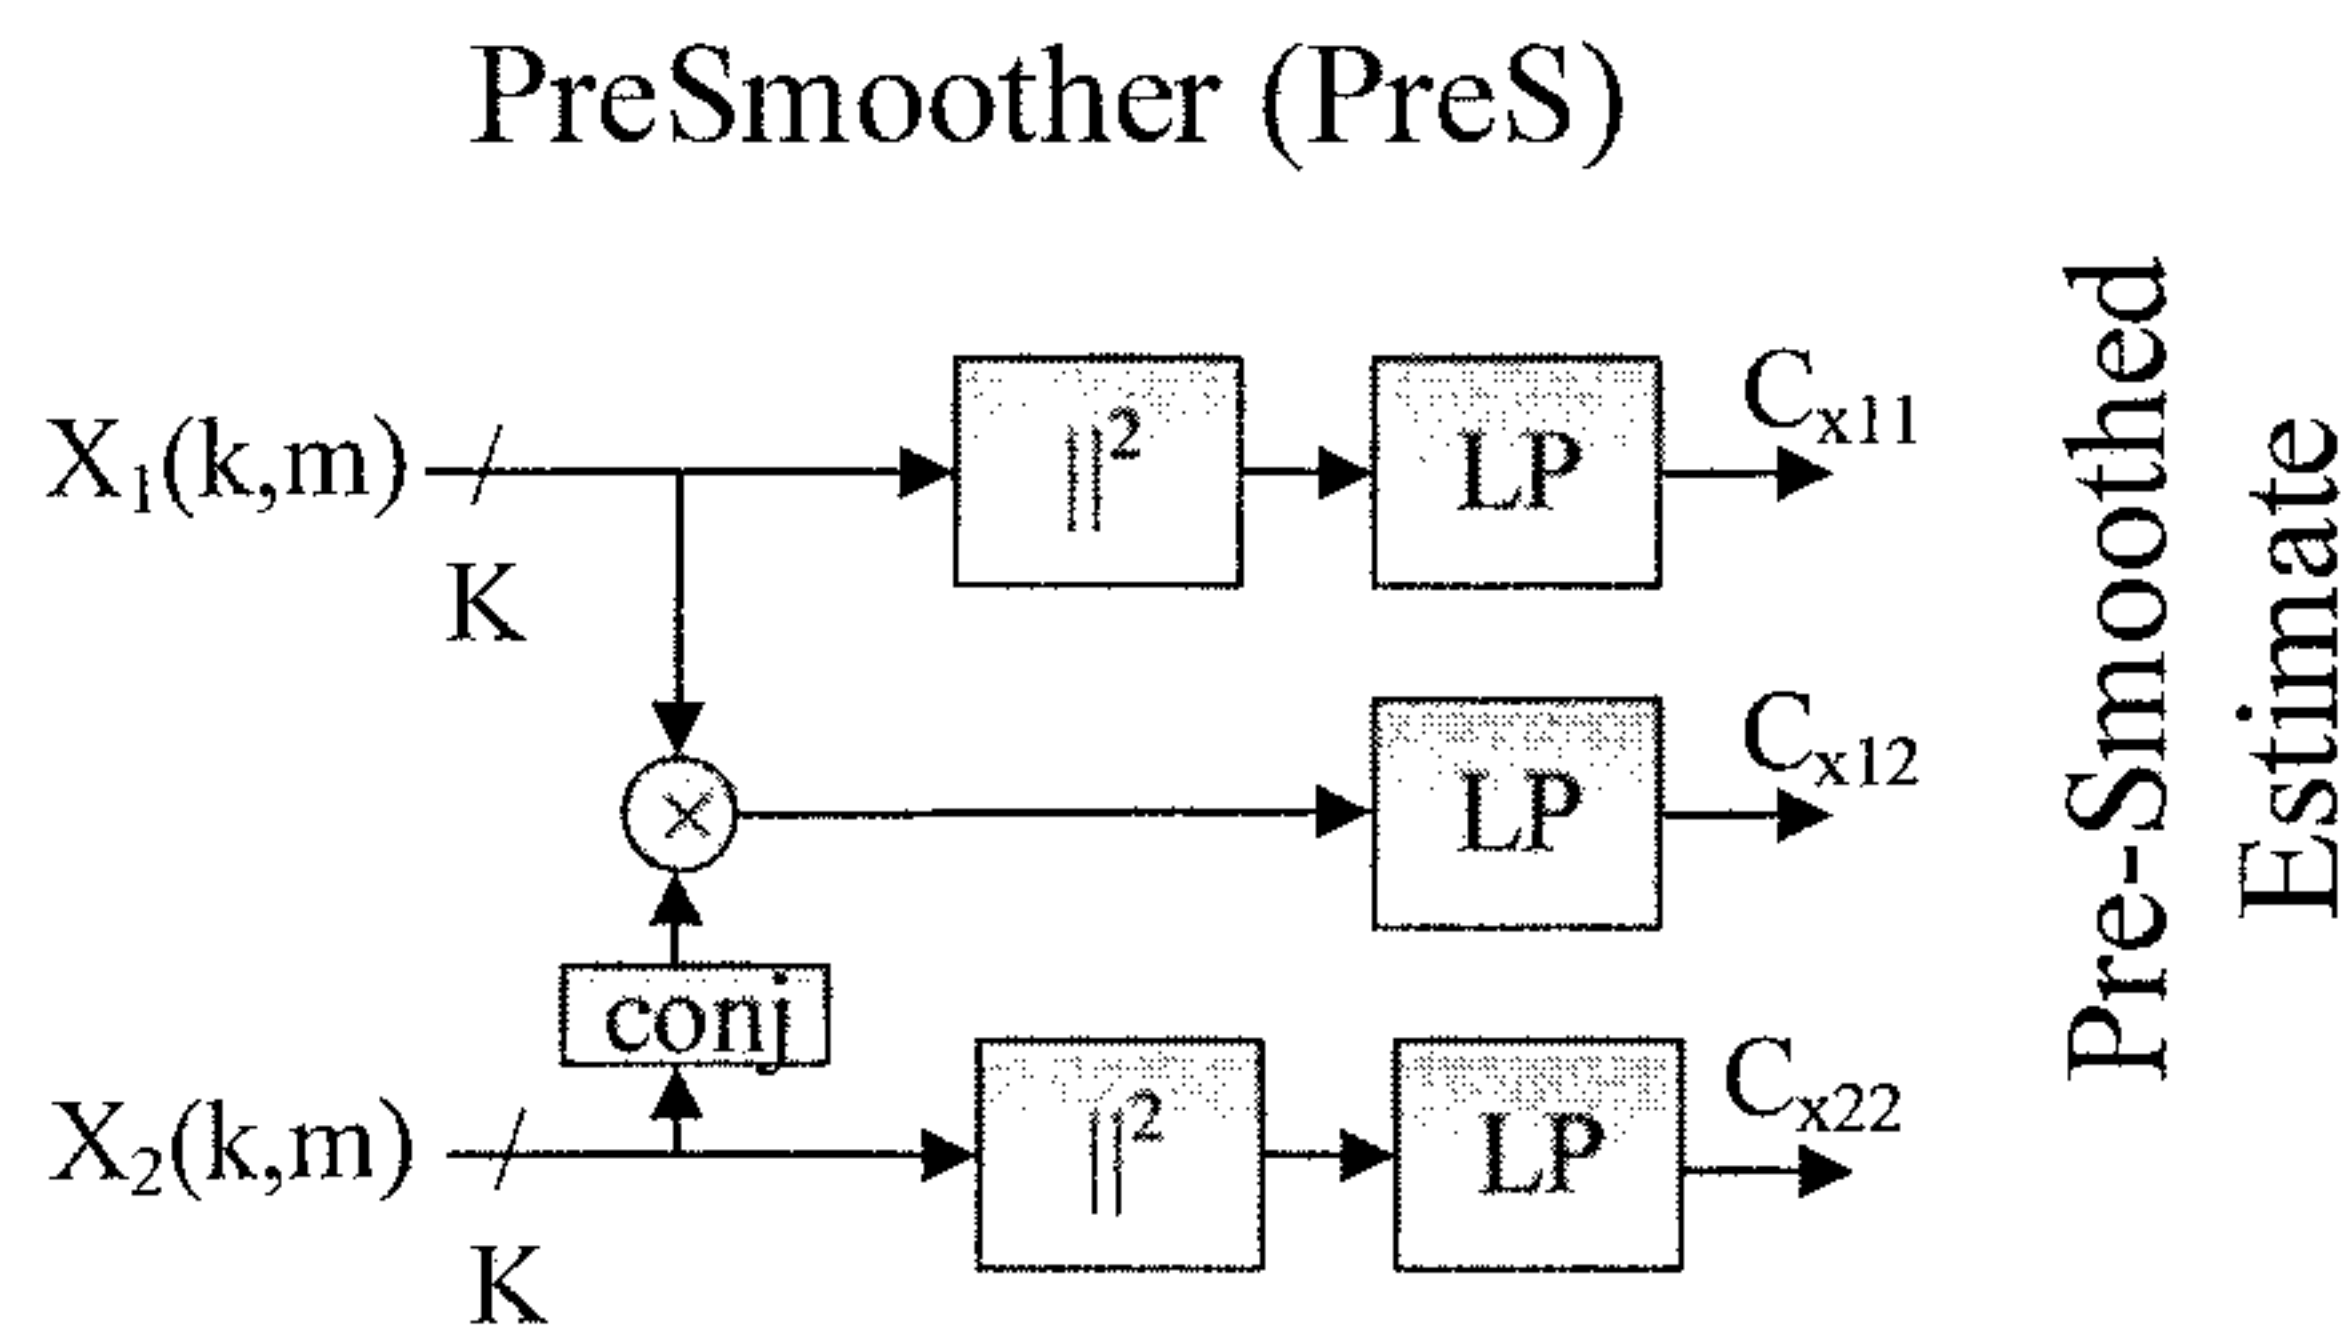 PreSmoother (PreS)
X₁(k,m)
K
||²
LP
Cₓ₁₁
×
LP
Cₓ₁₂
conj
X₂(k,m)
K
||²
LP
Cₓ₂₂
Pre-Smoothed
Estimate